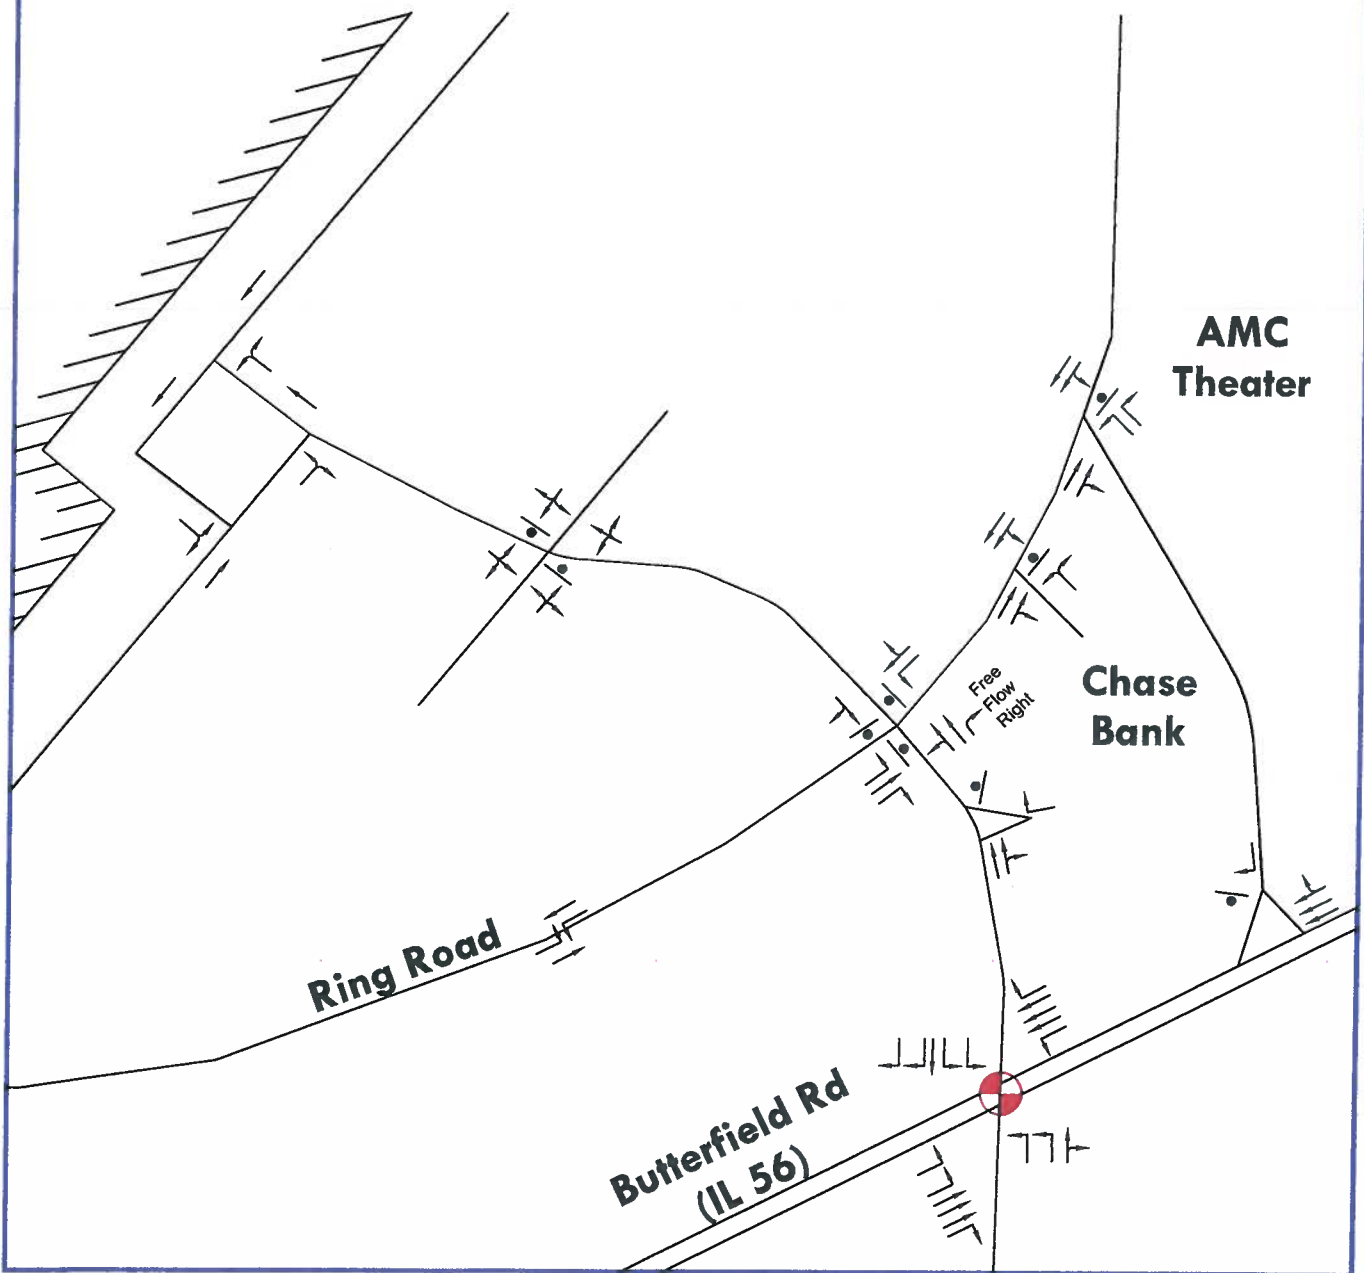 AMC
Theater
Free
Flow
Right
Chase
Bank
Ring Road
Butterfield Rd
(IL 56)